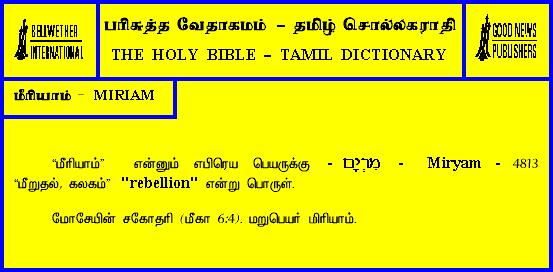 BELLWETHER
INTERNATIONAL
பரிசுத்த வேதாகமம் – தமிழ் சொல்லகராதி
THE HOLY BIBLE – TAMIL DICTIONARY
GOOD NEWS
PUBLISHERS
மீரியாம் - MIRIAM
“மீரியாம்” என்னும் எபிரெய பெயருக்கு - מִרְיָם - Miryam - 4813
“மீறுதல், கலகம்” "rebellion" என்று பொருள்.
மோசேயின் சகோதரி (மீகா 6:4). மறுபெயர் மிரியாம்.